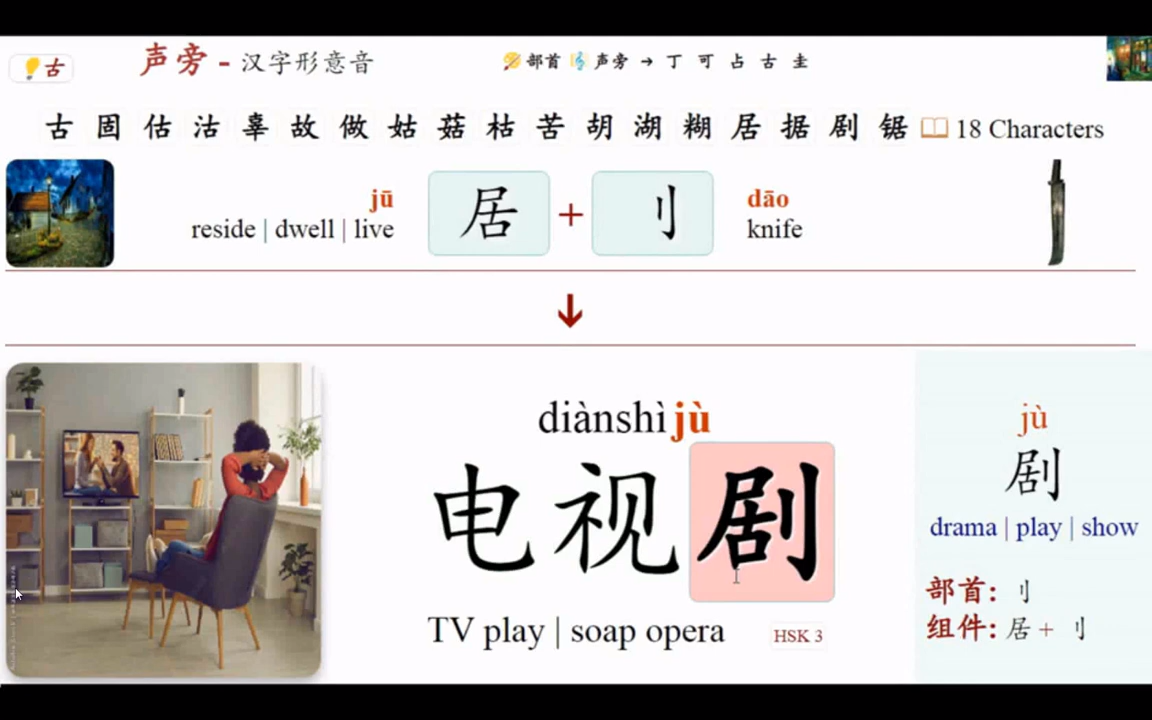 古
声旁 - 汉字形意音
部首 声旁 → 丁 可 占 古 圭
古 固 估 沽 辜 故 做 姑 菇 枯 苦 胡 湖 糊 居 据 剧 锯 18 Characters
jū
reside | dwell | live
居 + 刂
dāo
knife
↓
diànshìjù
电视剧
TV play | soap opera
HSK 3
jù
剧
drama | play | show
部首: 刂
组件: 居 + 刂